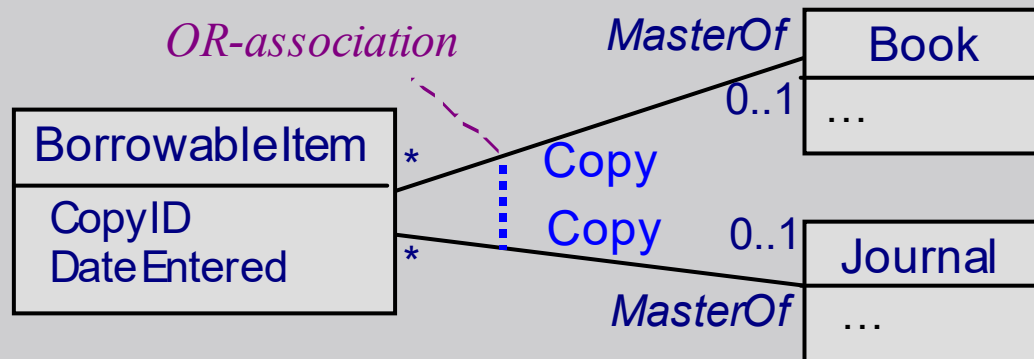 OR-association
MasterOf
Book
0..1
...
BorrowableItem
*
Copy
CopyID
DateEntered
*
Copy
0..1
Journal
MasterOf
...